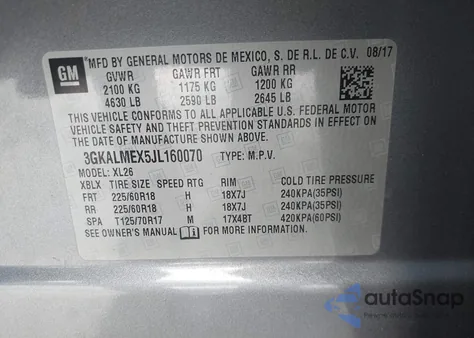 GM
MFD BY GENERAL MOTORS DE MEXICO, S. DE R.L. DE C.V. 08/17
GVWR GAWR FRT GAWR RR
2100 KG 1175 KG 1200 KG
4630 LB 2590 LB 2645 LB
THIS VEHICLE CONFORMS TO ALL APPLICABLE U.S. FEDERAL MOTOR
VEHICLE SAFETY AND THEFT PREVENTION STANDARDS IN EFFECT ON
THE DATE OF MANUFACTURE SHOWN ABOVE.
3GKALMEX5JL160070 TYPE: M.P.V.
MODEL: XL26
XBLX TIRE SIZE SPEED RTG RIM COLD TIRE PRESSURE
FRT 225/60R18 H 18X7J 240KPA(35PSI)
RR 225/60R18 H 18X7J 240KPA(35PSI)
SPA T125/70R17 M 17X4BT 420KPA(60PSI)
SEE OWNER'S MANUAL FOR MORE INFORMATION
autoSnap